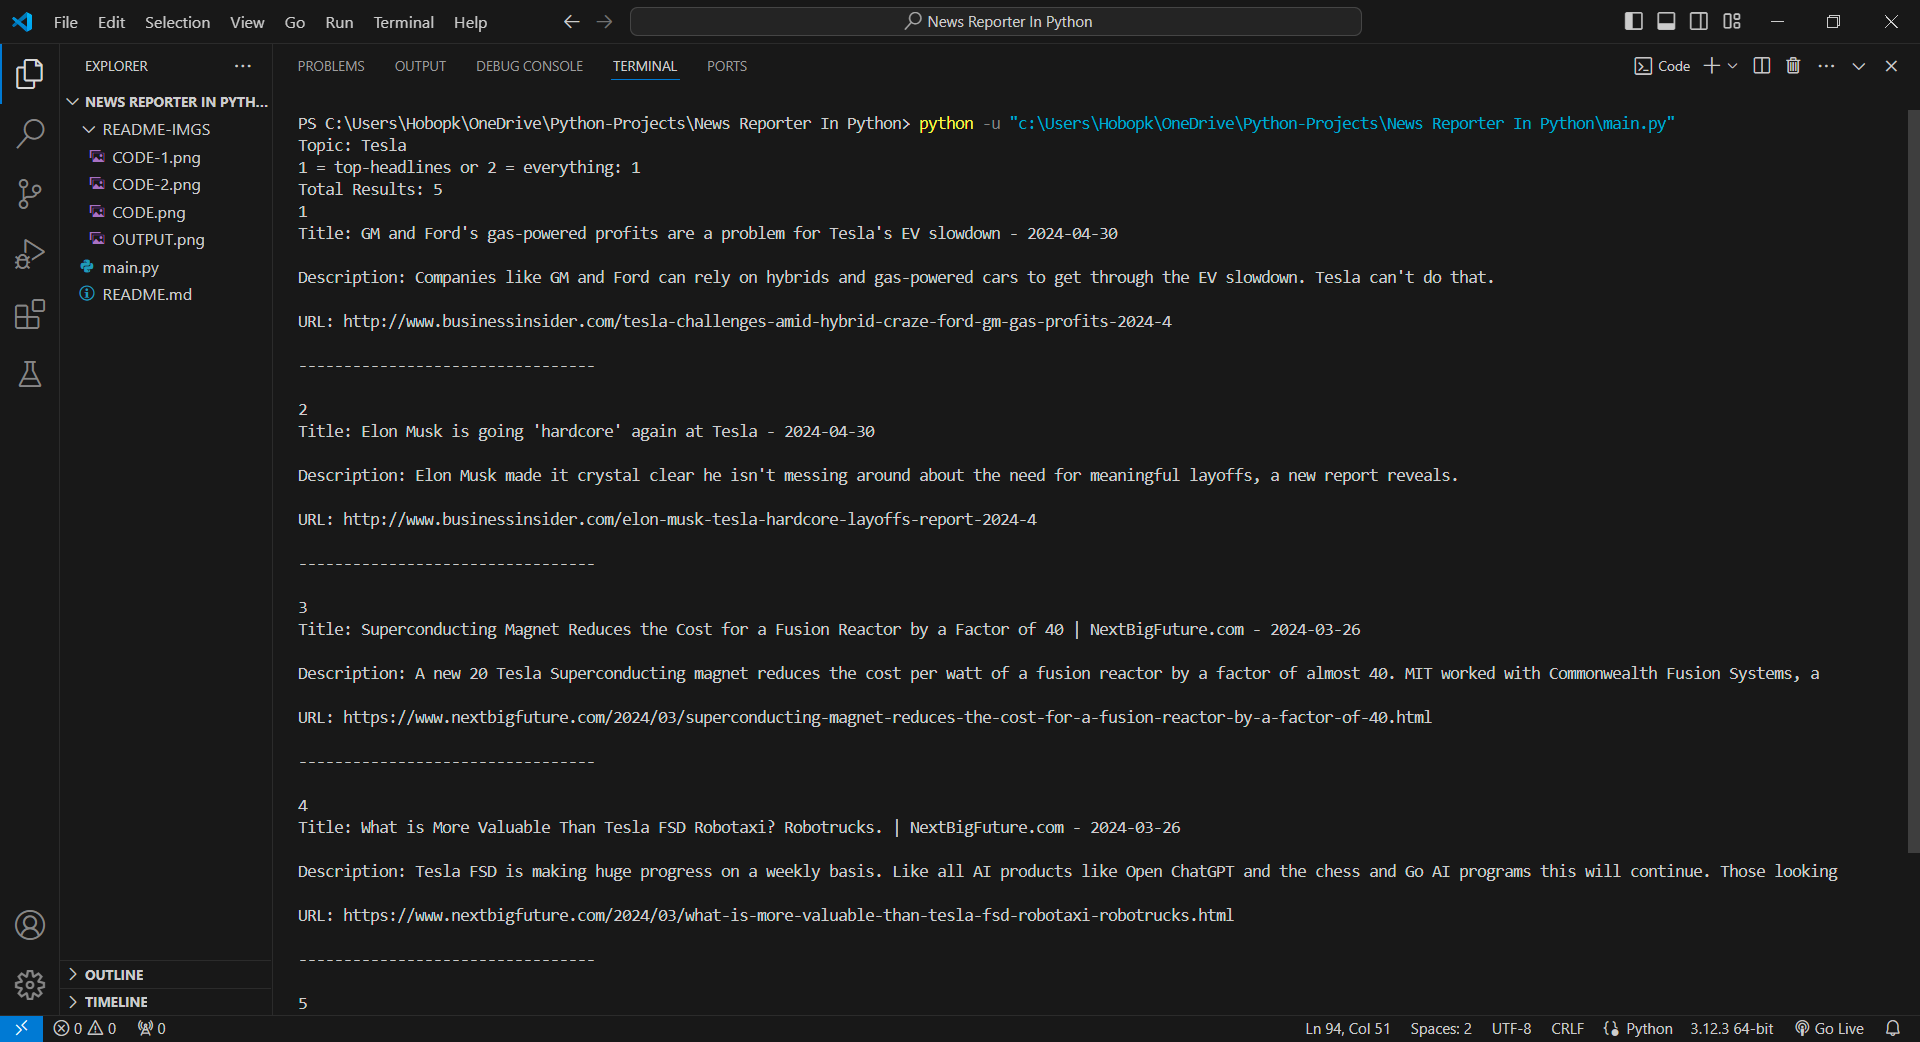 File Edit Selection View Go Run Terminal Help
News Reporter In Python
EXPLORER
NEWS REPORTER IN PYTH...
README-IMGS
CODE-1.png
CODE-2.png
CODE.png
OUTPUT.png
main.py
README.md
OUTLINE
TIMELINE
PROBLEMS OUTPUT DEBUG CONSOLE TERMINAL PORTS
Code
PS C:\Users\Hobopk\OneDrive\Python-Projects\News Reporter In Python> python -u "c:\Users\Hobopk\OneDrive\Python-Projects\News Reporter In Python\main.py"
Topic: Tesla
1 = top-headlines or 2 = everything: 1
Total Results: 5
1
Title: GM and Ford's gas-powered profits are a problem for Tesla's EV slowdown - 2024-04-30
Description: Companies like GM and Ford can rely on hybrids and gas-powered cars to get through the EV slowdown. Tesla can't do that.
URL: http://www.businessinsider.com/tesla-challenges-amid-hybrid-craze-ford-gm-gas-profits-2024-4
---------------------------------
2
Title: Elon Musk is going 'hardcore' again at Tesla - 2024-04-30
Description: Elon Musk made it crystal clear he isn't messing around about the need for meaningful layoffs, a new report reveals.
URL: http://www.businessinsider.com/elon-musk-tesla-hardcore-layoffs-report-2024-4
---------------------------------
3
Title: Superconducting Magnet Reduces the Cost for a Fusion Reactor by a Factor of 40 | NextBigFuture.com - 2024-03-26
Description: A new 20 Tesla Superconducting magnet reduces the cost per watt of a fusion reactor by a factor of almost 40. MIT worked with Commonwealth Fusion Systems, a
URL: https://www.nextbigfuture.com/2024/03/superconducting-magnet-reduces-the-cost-for-a-fusion-reactor-by-a-factor-of-40.html
---------------------------------
4
Title: What is More Valuable Than Tesla FSD Robotaxi? Robotrucks. | NextBigFuture.com - 2024-03-26
Description: Tesla FSD is making huge progress on a weekly basis. Like all AI products like Open ChatGPT and the chess and Go AI programs this will continue. Those looking
URL: https://www.nextbigfuture.com/2024/03/what-is-more-valuable-than-tesla-fsd-robotaxi-robotrucks.html
---------------------------------
5
0 0 0 Ln 94, Col 51 Spaces: 2 UTF-8 CRLF Python 3.12.3 64-bit Go Live